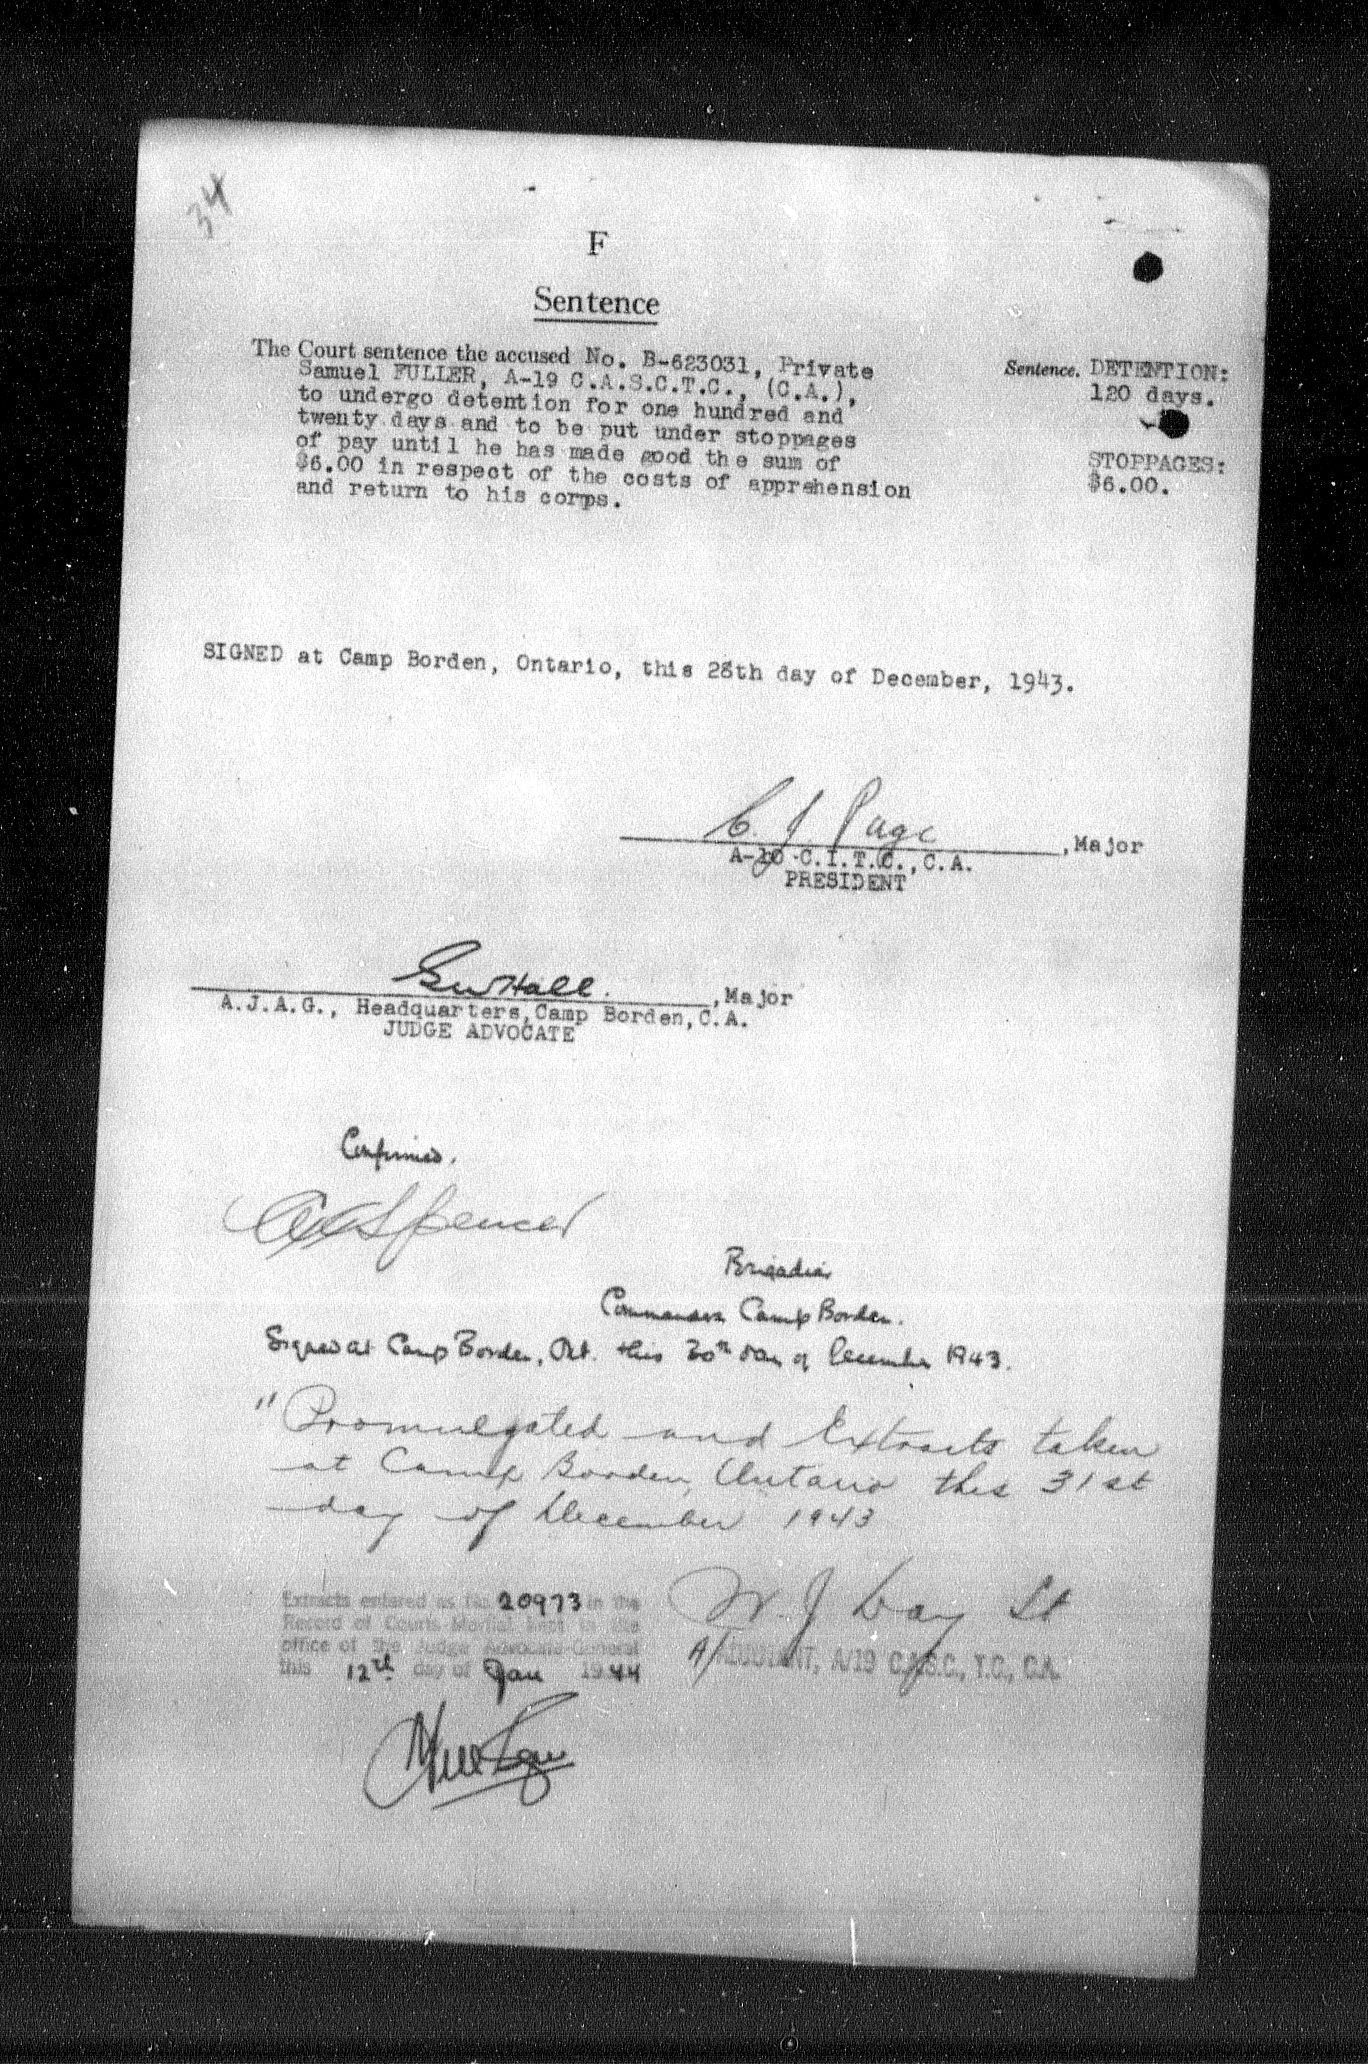 34
F
Sentence
The Court sentence the accused No. B-623031, Private
Samuel FULLER, A-19 C.A.S.C.T.C., (C.A.),
to undergo detention for one hundred and
twenty days and to be put under stoppages
of pay until he has made good the sum of
$6.00 in respect of the costs of apprehension
and return to his corps.
Sentence. DETENTION:
120 days.
STOPPAGES:
$6.00.
SIGNED at Camp Borden, Ontario, this 28th day of December, 1943.
C. J. Page
, Major
A-10 C.I.T.C., C.A.
PRESIDENT
GW Hall.
, Major
A.J.A.G., Headquarters, Camp Borden, C.A.
JUDGE ADVOCATE
Confirmed.
Spencer
Brigadier
Commander Camp Borden.
Signed at Camp Borden, Ont. this 30th day of December 1943.
"Promulgated and Extracts taken
at Camp Borden, Ontario this 31st
day of December 1943
W. J. Day Lt
A/ADJUTANT, A/19 C.A.S.C., T.C., C.A.
Extracts entered as No. 20973 in the
Record of Courts Martial kept in the
office of the Judge Advocate-General
this 12th day of Jan 1944